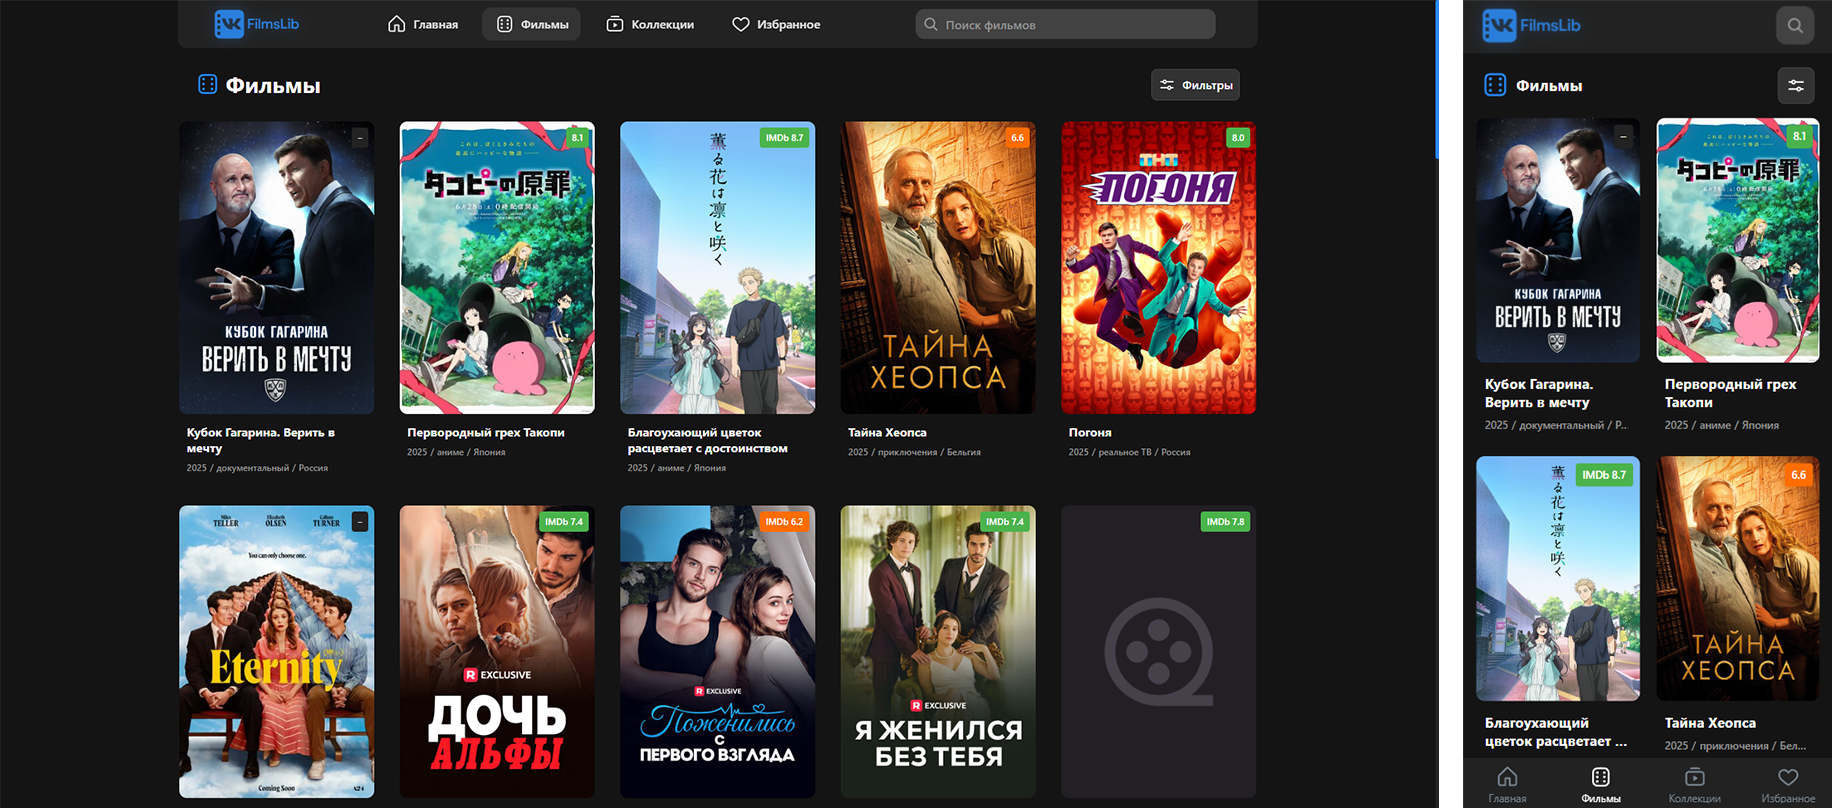 FilmsLib
Главная
Фильмы
Коллекции
Избранное
Поиск фильмов
Фильмы
Фильтры
–
КУБОК ГАГАРИНА
ВЕРИТЬ В МЕЧТУ
Кубок Гагарина. Верить в
мечту
2025 / документальный / Россия
8.1
タコピーの原罪
Первородный грех Такопи
2025 / аниме / Япония
IMDb 8.7
薫る花は凛と咲く
Благоухающий цветок
расцветает с достоинством
2025 / аниме / Япония
6.6
ТАЙНА
ХЕОПСА
Тайна Хеопса
2025 / приключения / Бельгия
8.0
ТНТ
ПОГОНЯ
Погоня
2025 / реальное ТВ / Россия
–
Miles
TELLER
Elizabeth
OLSEN
Callum
TURNER
You can only choose one.
Eternity
Coming Soon
A24
IMDb 7.4
R EXCLUSIVE
ДОЧЬ
АЛЬФЫ
IMDb 6.2
R EXCLUSIVE
Поженились
С
ПЕРВОГО ВЗГЛЯДА
IMDb 7.4
R EXCLUSIVE
Я ЖЕНИЛСЯ
БЕЗ ТЕБЯ
IMDb 7.8
FilmsLib
Фильмы
–
КУБОК ГАГАРИНА
ВЕРИТЬ В МЕЧТУ
Кубок Гагарина.
Верить в мечту
2025 / документальный / Р...
8.1
タコピーの原罪
Первородный грех
Такопи
2025 / аниме / Япония
IMDb 8.7
薫る花は凛と咲く
Благоухающий
цветок расцветает ...
6.6
ТАЙНА
ХЕОПСА
Тайна Хеопса
2025 / приключения / Бел...
Главная
Фильмы
Коллекции
Избранное